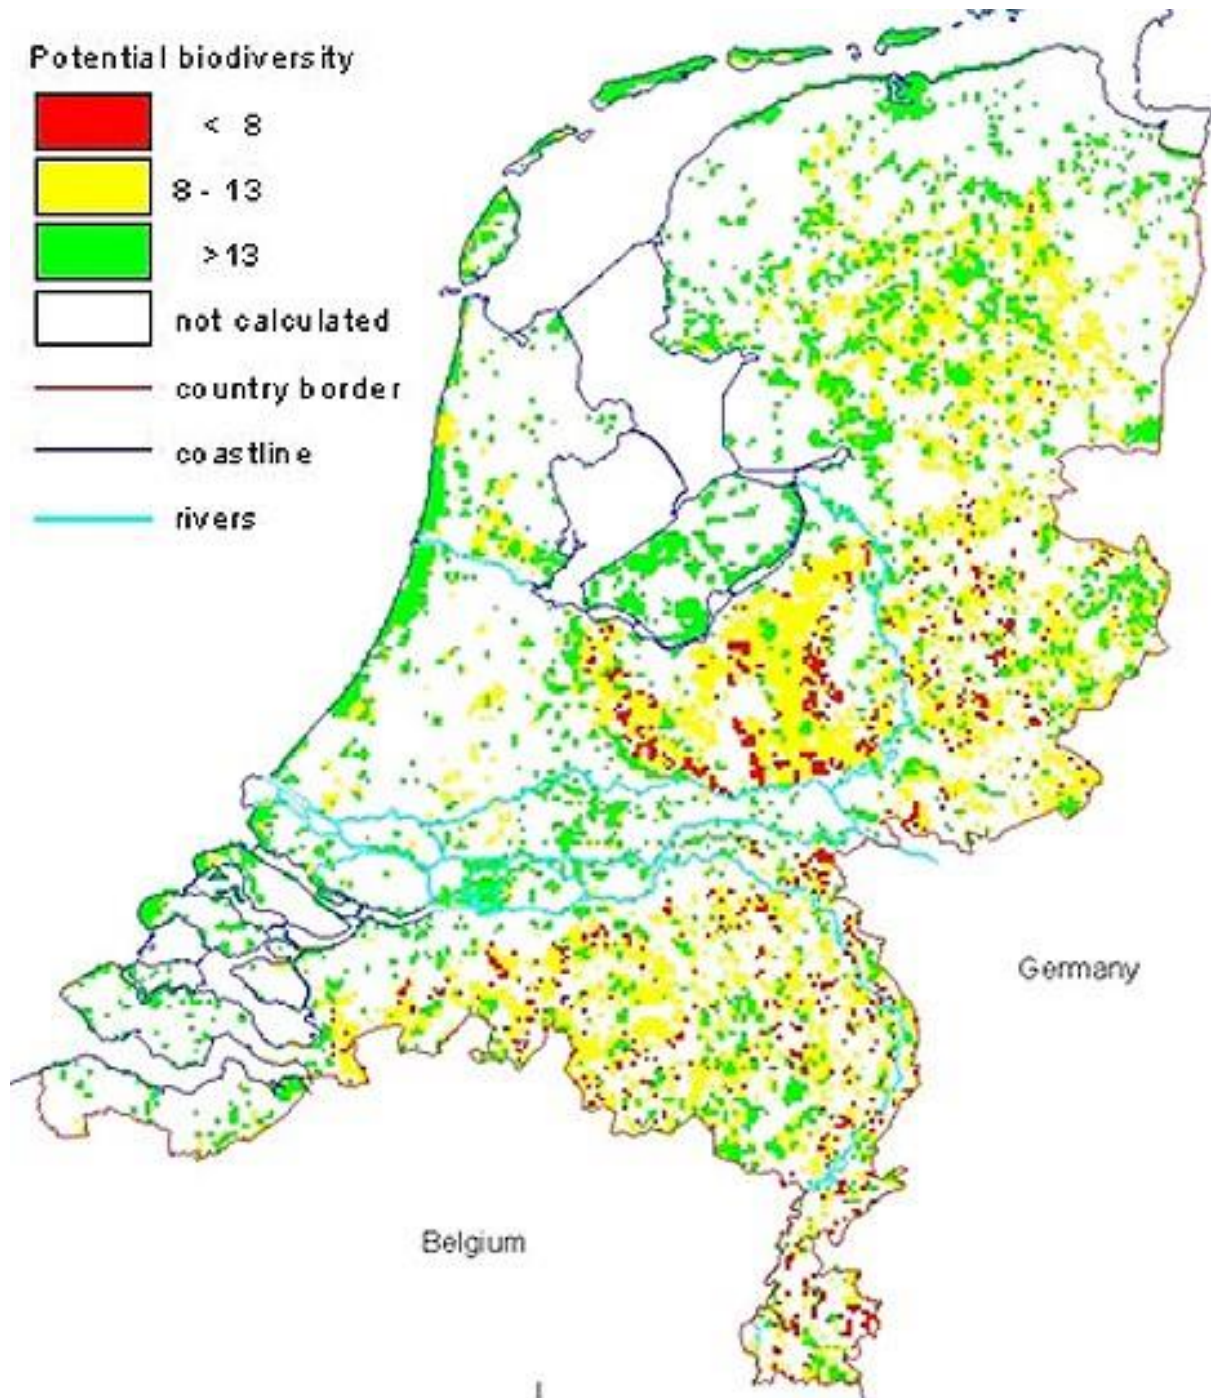 Potential biodiversity
< 8
8 - 13
>13
not calculated
country border
coastline
rivers
Germany
Belgium